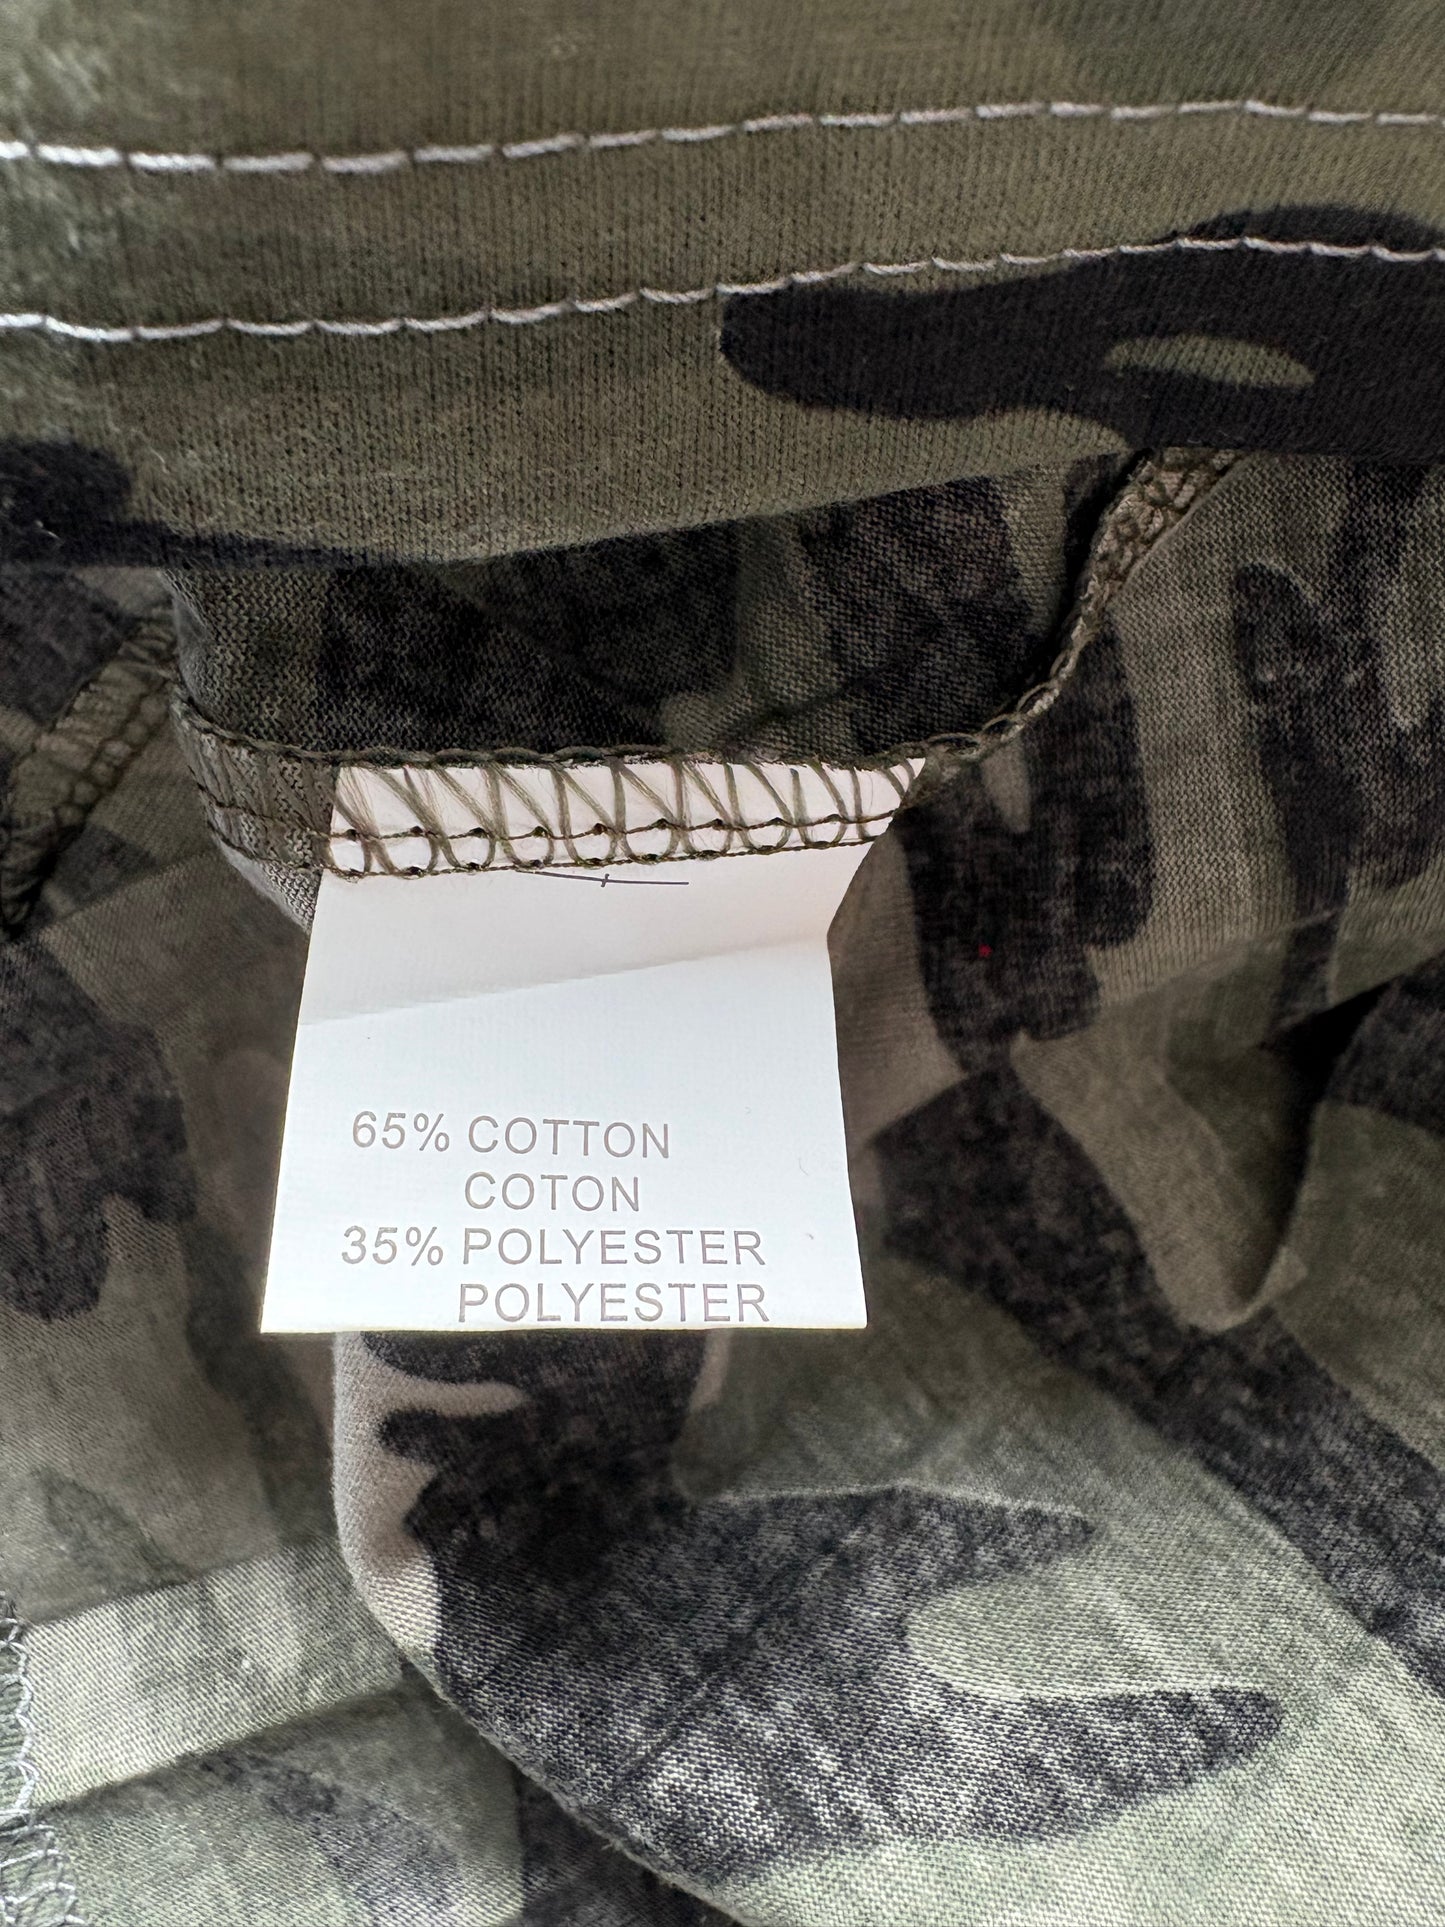 65% COTTON
COTON
35% POLYESTER
POLYESTER